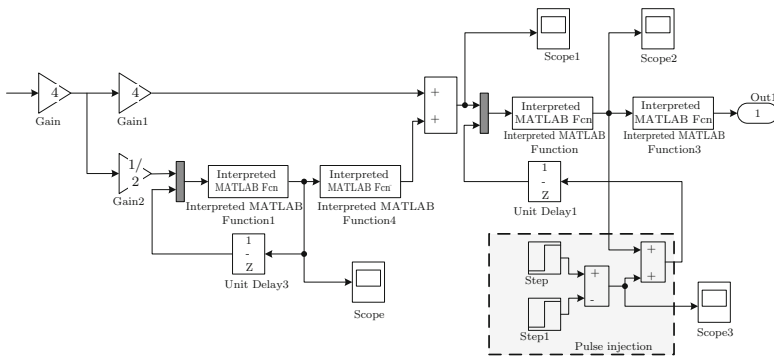 Scope1
Scope2
4
Gain
4
Gain1
+
+
Interpreted
MATLAB Fcn
Interpreted MATLAB
Function
Interpreted
MATLAB Fcn
Interpreted MATLAB
Function3
Out1
1
1/
2
Gain2
Interpreted
MATLAB Fcn
Interpreted MATLAB
Function1
Interpreted
MATLAB Fcn
Interpreted MATLAB
Function4
1
-
Z
Unit Delay1
1
-
Z
Unit Delay3
Scope
Step
Step1
+
-
+
+
Scope3
Pulse injection